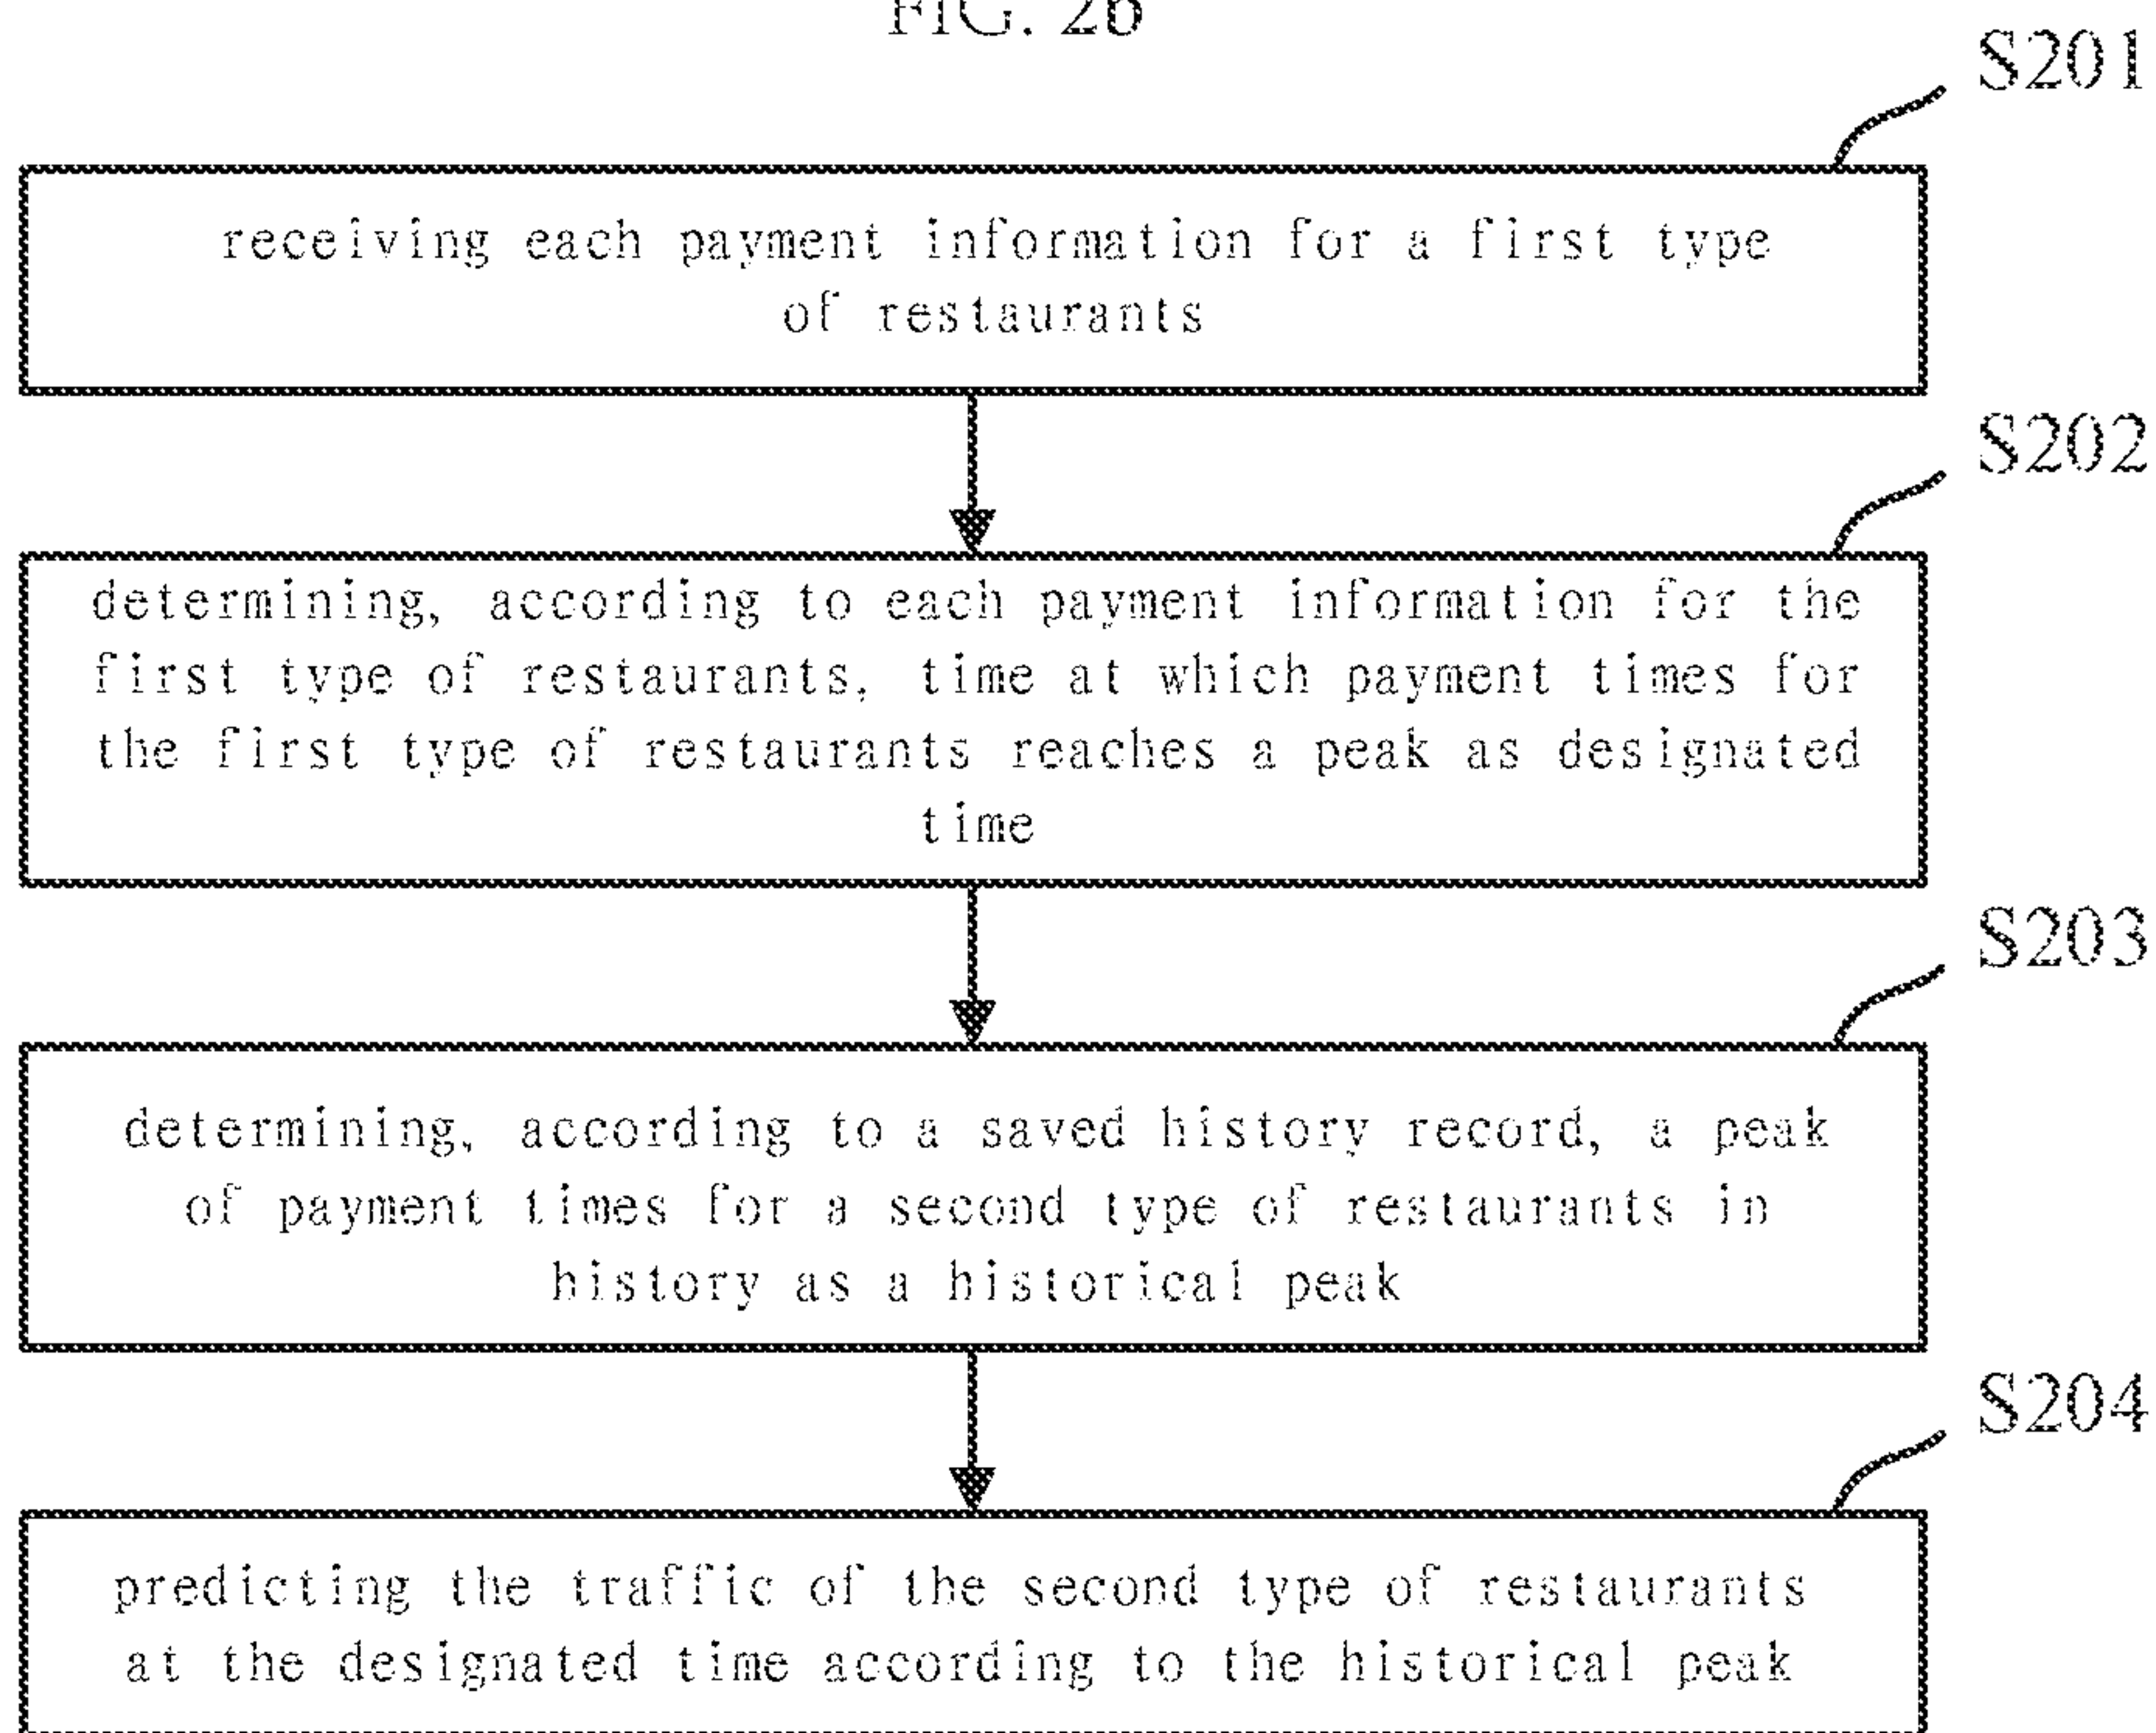 FIG. 2b
S201
receiving each payment information for a first type
of restaurants
S202
determining, according to each payment information for the
first type of restaurants, time at which payment times for
the first type of restaurants reaches a peak as designated
time
S203
determining, according to a saved history record, a peak
of payment times for a second type of restaurants in
history as a historical peak
S204
predicting the traffic of the second type of restaurants
at the designated time according to the historical peak